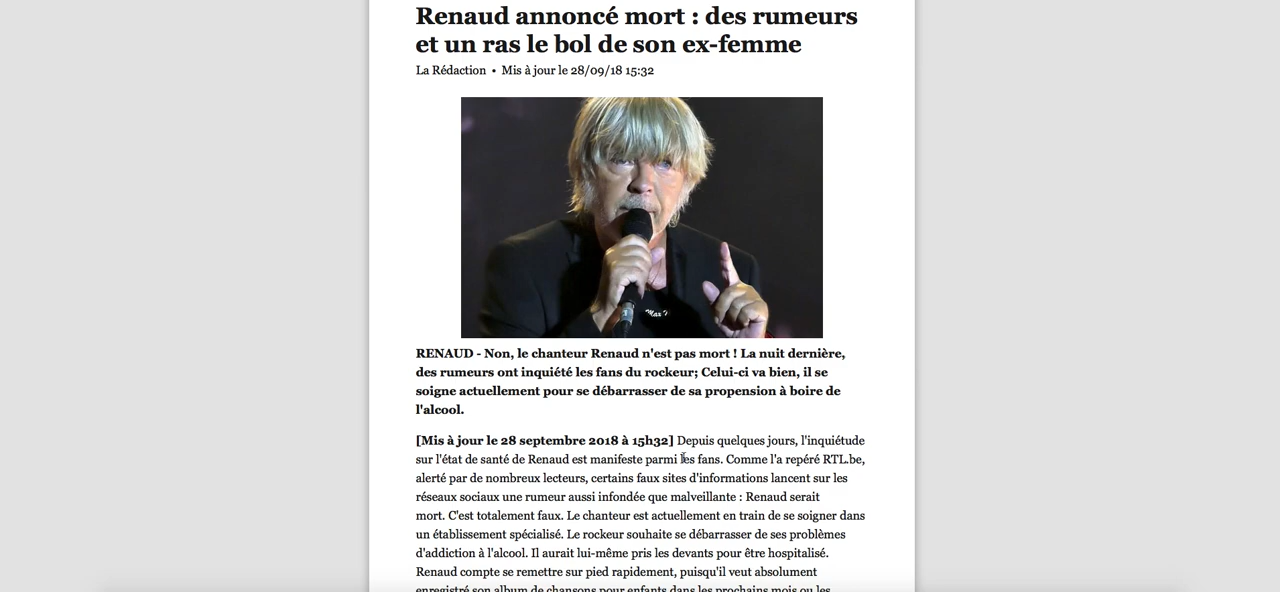 Renaud annoncé mort : des rumeurs
et un ras le bol de son ex-femme
La Rédaction • Mis à jour le 28/09/18 15:32
RENAUD - Non, le chanteur Renaud n'est pas mort ! La nuit dernière,
des rumeurs ont inquiété les fans du rockeur; Celui-ci va bien, il se
soigne actuellement pour se débarrasser de sa propension à boire de
l'alcool.
[Mis à jour le 28 septembre 2018 à 15h32] Depuis quelques jours, l'inquiétude
sur l'état de santé de Renaud est manifeste parmi les fans. Comme l'a repéré RTL.be,
alerté par de nombreux lecteurs, certains faux sites d'informations lancent sur les
réseaux sociaux une rumeur aussi infondée que malveillante : Renaud serait
mort. C'est totalement faux. Le chanteur est actuellement en train de se soigner dans
un établissement spécialisé. Le rockeur souhaite se débarrasser de ses problèmes
d'addiction à l'alcool. Il aurait lui-même pris les devants pour être hospitalisé.
Renaud compte se remettre sur pied rapidement, puisqu'il veut absolument
enregistré son album de chansons pour enfants dans les prochains mois ou les